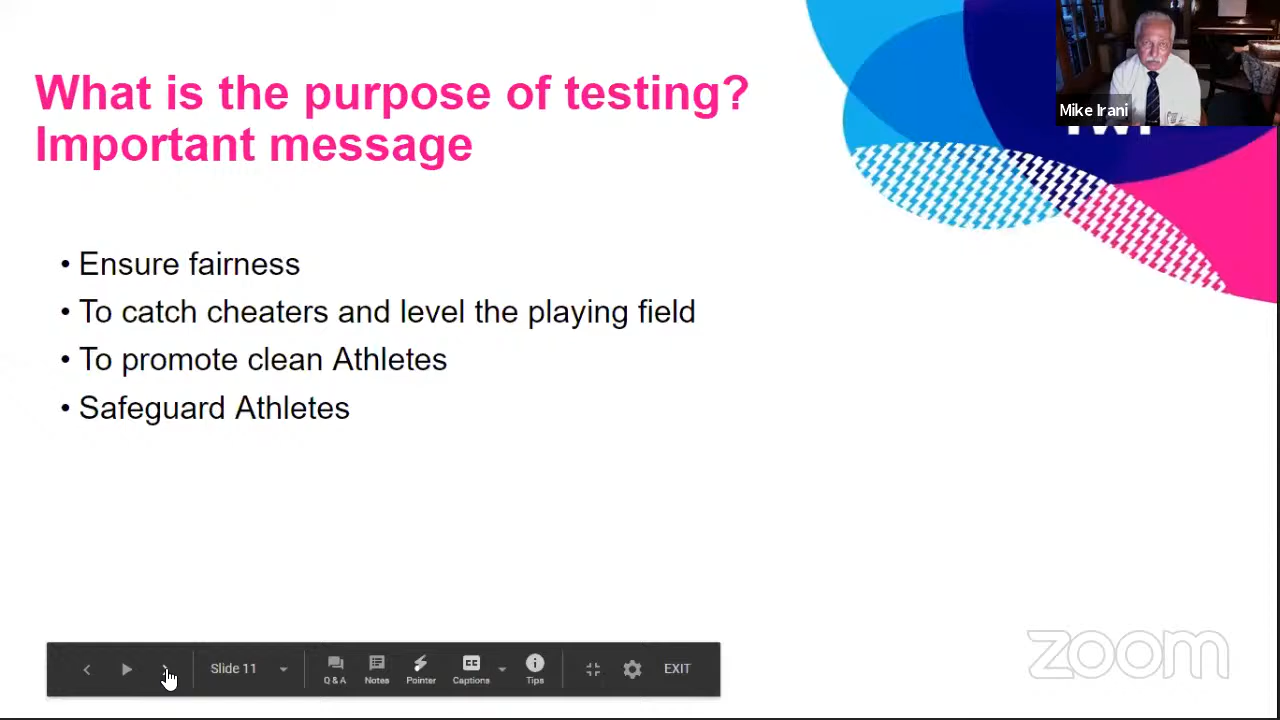 What is the purpose of testing?
Important message
Mike Irani
• Ensure fairness
• To catch cheaters and level the playing field
• To promote clean Athletes
• Safeguard Athletes
Slide 11
Q & A
Notes
Pointer
Captions
Tips
EXIT
zoom